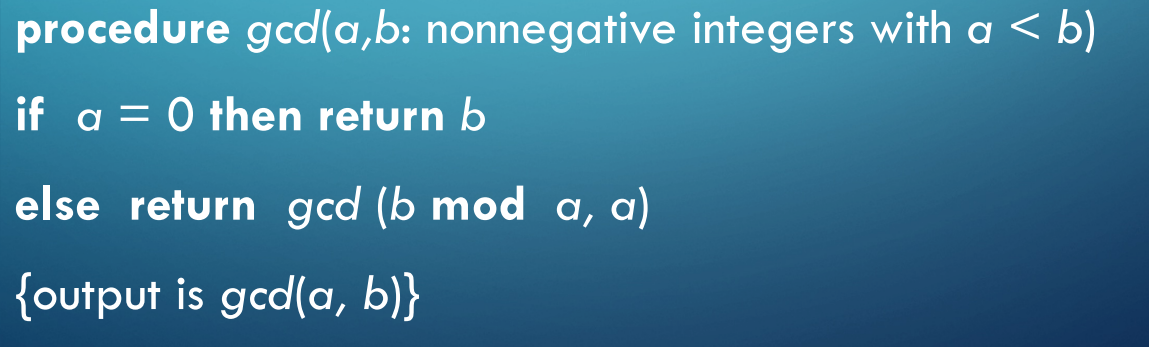 procedure gcd(a,b: nonnegative integers with a < b)
if a = 0 then return b
else return gcd (b mod a, a)
{output is gcd(a, b)}